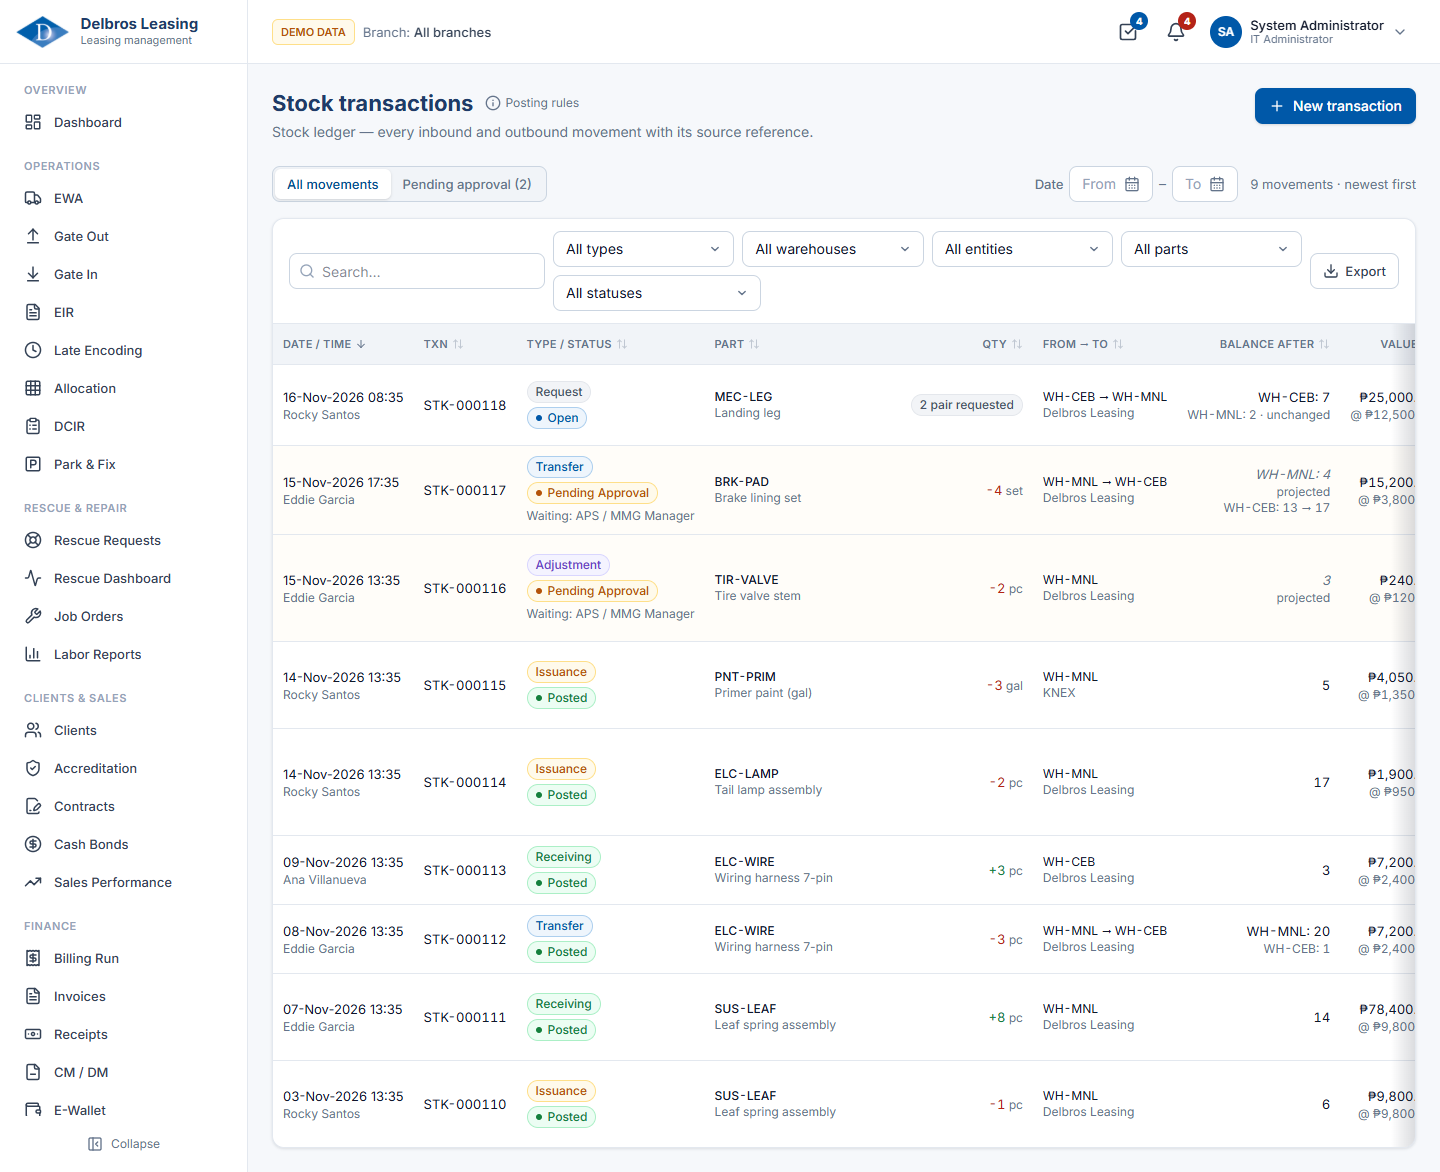 Delbros Leasing
Leasing management
DEMO DATA
Branch: All branches
4
4
SA
System Administrator
IT Administrator
OVERVIEW
Dashboard
OPERATIONS
EWA
Gate Out
Gate In
EIR
Late Encoding
Allocation
DCIR
Park & Fix
RESCUE & REPAIR
Rescue Requests
Rescue Dashboard
Job Orders
Labor Reports
CLIENTS & SALES
Clients
Accreditation
Contracts
Cash Bonds
Sales Performance
FINANCE
Billing Run
Invoices
Receipts
CM / DM
E-Wallet
Collapse
Stock transactions
Posting rules
Stock ledger — every inbound and outbound movement with its source reference.
New transaction
All movements
Pending approval (2)
Date From – To
9 movements · newest first
Search...
All types
All warehouses
All entities
All parts
All statuses
Export
DATE / TIME ↓ TXN TYPE / STATUS PART QTY FROM → TO BALANCE AFTER VALUE
16-Nov-2026 08:35
Rocky Santos
STK-000118
Request
Open
MEC-LEG
Landing leg
2 pair requested
WH-CEB → WH-MNL
Delbros Leasing
WH-CEB: 7
WH-MNL: 2 · unchanged
₱25,000.
@ ₱12,500
15-Nov-2026 17:35
Eddie Garcia
STK-000117
Transfer
Pending Approval
Waiting: APS / MMG Manager
BRK-PAD
Brake lining set
-4 set
WH-MNL → WH-CEB
Delbros Leasing
WH-MNL: 4
projected
WH-CEB: 13 → 17
₱15,200.
@ ₱3,800
15-Nov-2026 13:35
Eddie Garcia
STK-000116
Adjustment
Pending Approval
Waiting: APS / MMG Manager
TIR-VALVE
Tire valve stem
-2 pc
WH-MNL
Delbros Leasing
3
projected
₱240.
@ ₱120
14-Nov-2026 13:35
Rocky Santos
STK-000115
Issuance
Posted
PNT-PRIM
Primer paint (gal)
-3 gal
WH-MNL
KNEX
5
₱4,050.
@ ₱1,350
14-Nov-2026 13:35
Rocky Santos
STK-000114
Issuance
Posted
ELC-LAMP
Tail lamp assembly
-2 pc
WH-MNL
Delbros Leasing
17
₱1,900.
@ ₱950
09-Nov-2026 13:35
Ana Villanueva
STK-000113
Receiving
Posted
ELC-WIRE
Wiring harness 7-pin
+3 pc
WH-CEB
Delbros Leasing
3
₱7,200.
@ ₱2,400
08-Nov-2026 13:35
Eddie Garcia
STK-000112
Transfer
Posted
ELC-WIRE
Wiring harness 7-pin
-3 pc
WH-MNL → WH-CEB
Delbros Leasing
WH-MNL: 20
WH-CEB: 1
₱7,200.
@ ₱2,400
07-Nov-2026 13:35
Eddie Garcia
STK-000111
Receiving
Posted
SUS-LEAF
Leaf spring assembly
+8 pc
WH-MNL
Delbros Leasing
14
₱78,400.
@ ₱9,800
03-Nov-2026 13:35
Rocky Santos
STK-000110
Issuance
Posted
SUS-LEAF
Leaf spring assembly
-1 pc
WH-MNL
Delbros Leasing
6
₱9,800.
@ ₱9,800